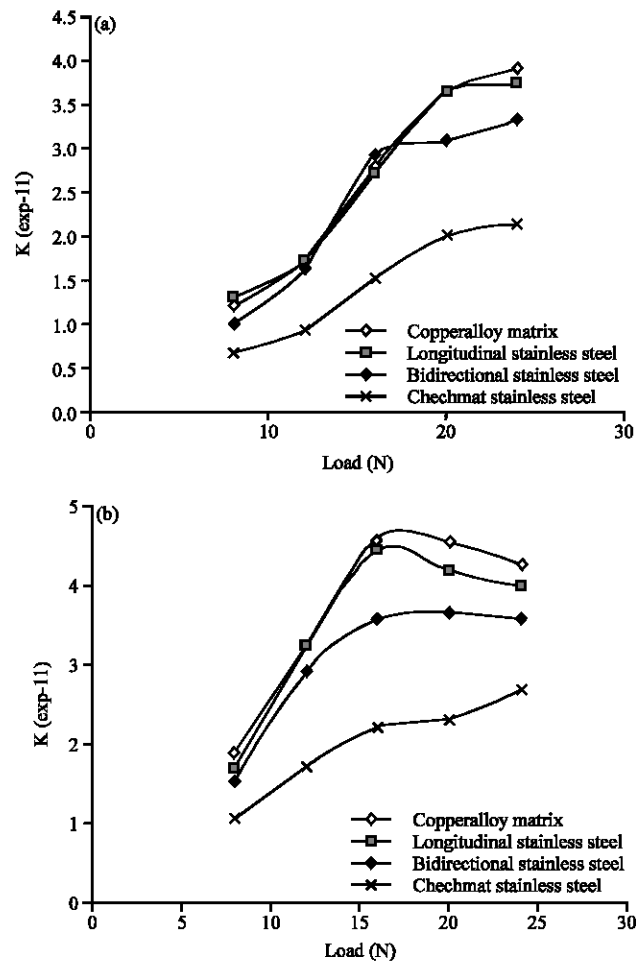 (a)
4.5
4.0
3.5
3.0
2.5
2.0
1.5
1.0
0.5
0.0
K (exp-11)
Copperalloy matrix
Longitudinal stainless steel
Bidirectional stainless steel
Chechmat stainless steel
0 10 20 30
Load (N)
(b)
5
4
3
2
1
0
K (exp-11)
Copperalloy matrix
Longitudinal stainless steel
Bidirectional stainless steel
Chechmat stainless steel
0 5 10 15 20 25 30
Load (N)